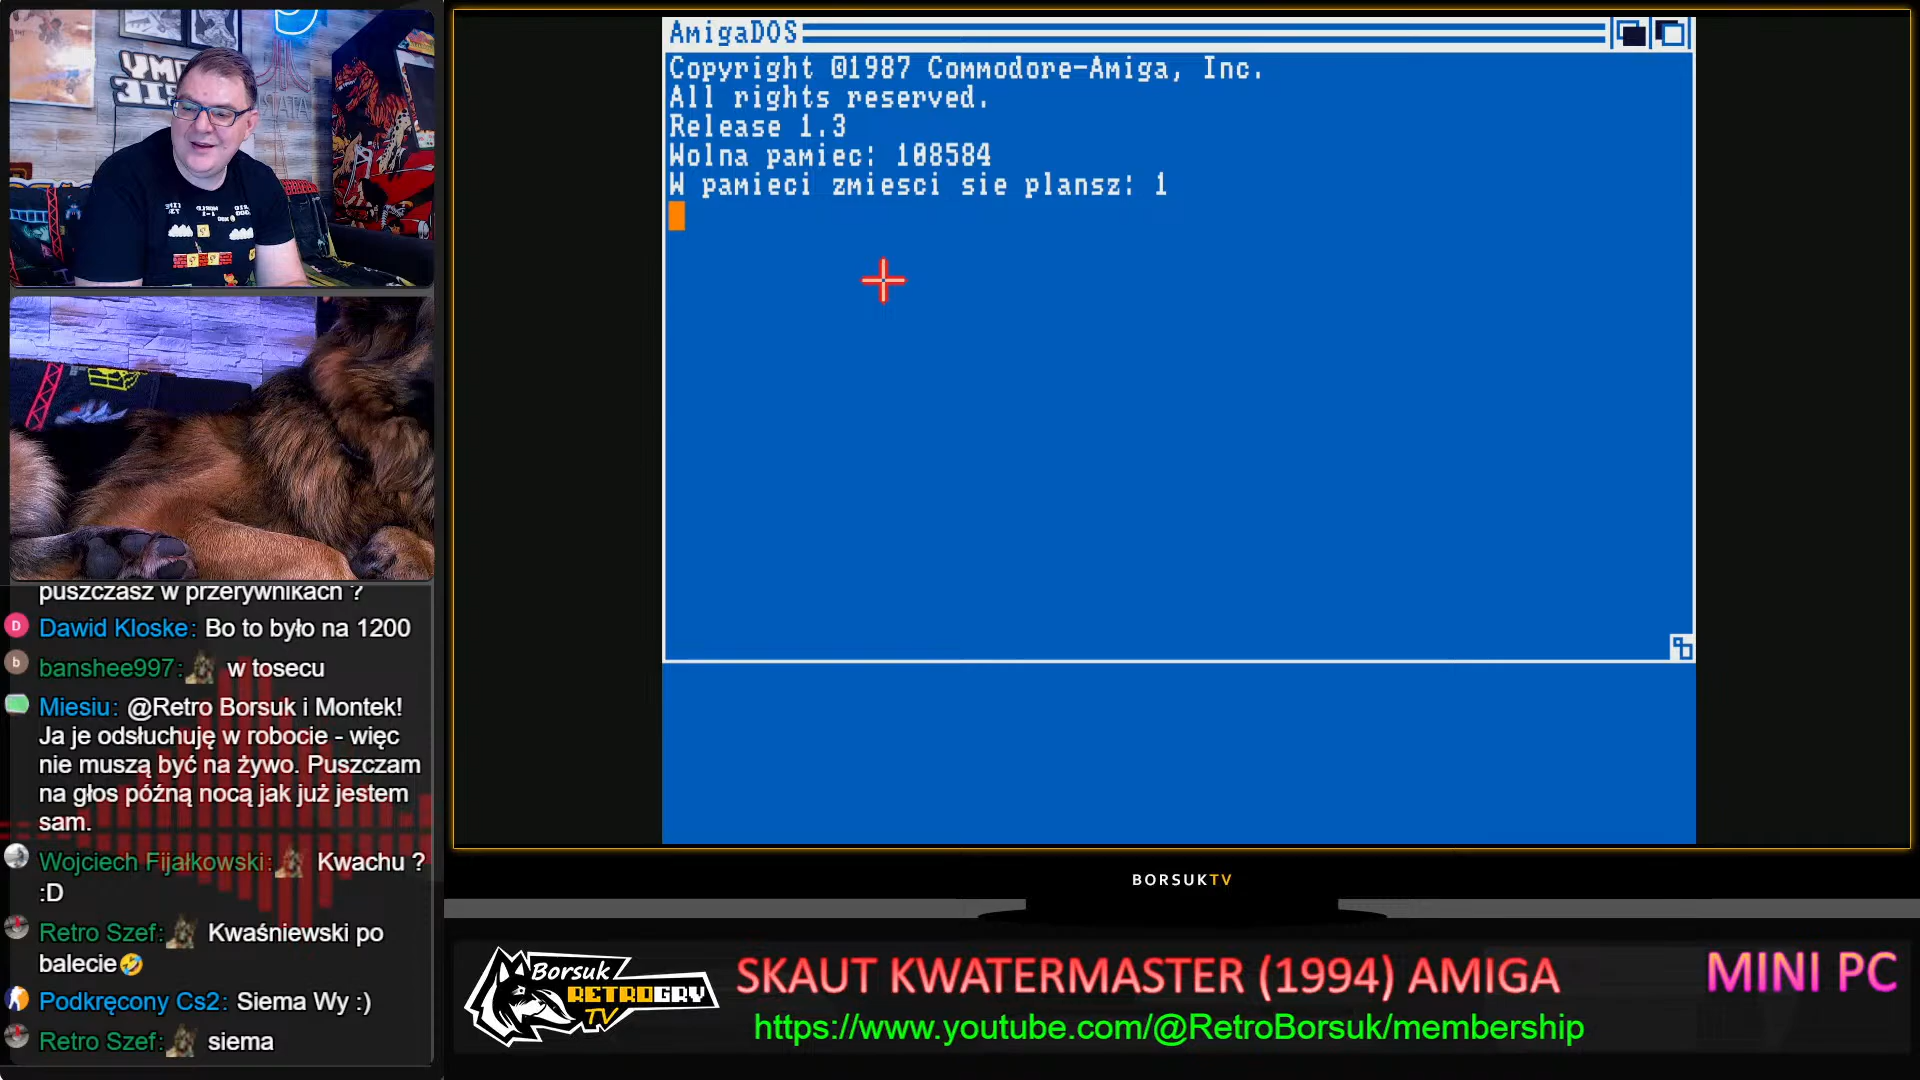 AmigaDOS
Copyright ©1987 Commodore-Amiga, Inc.
All rights reserved.
Release 1.3
Wolna pamiec: 108584
W pamieci zmiesci sie plansz: 1
puszczasz w przerywnikach ?
D Dawid Kloske: Bo to było na 1200
b banshee997: w tosecu
Miesiu: @Retro Borsuk i Montek!
Ja je odsłuchuję w robocie - więc
nie muszą być na żywo. Puszczam
na głos późną nocą jak już jestem
sam.
Wojciech Fijałkowski: Kwachu ?
:D
Retro Szef: Kwaśniewski po
balecie🤣
Podkręcony Cs2: Siema Wy :)
Retro Szef: siema
BORSUKTV
Borsuk
RETROGRY
TV
SKAUT KWATERMASTER (1994) AMIGA
MINI PC
https://www.youtube.com/@RetroBorsuk/membership